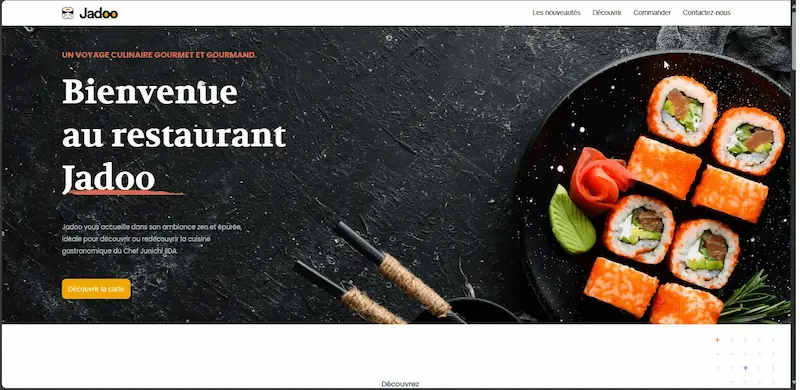 Jadoo
Les nouveautés
Découvrir
Commander
Contactez-nous
UN VOYAGE CULINAIRE GOURMET ET GOURMAND.
Bienvenue
au restaurant
Jadoo
Jadoo vous accueille dans son ambiance zen et épurée,
idéale pour découvrir ou redécouvrir la cuisine
gastronomique du Chef Junichi IIDA.
Découvrir la carte
Découvrez